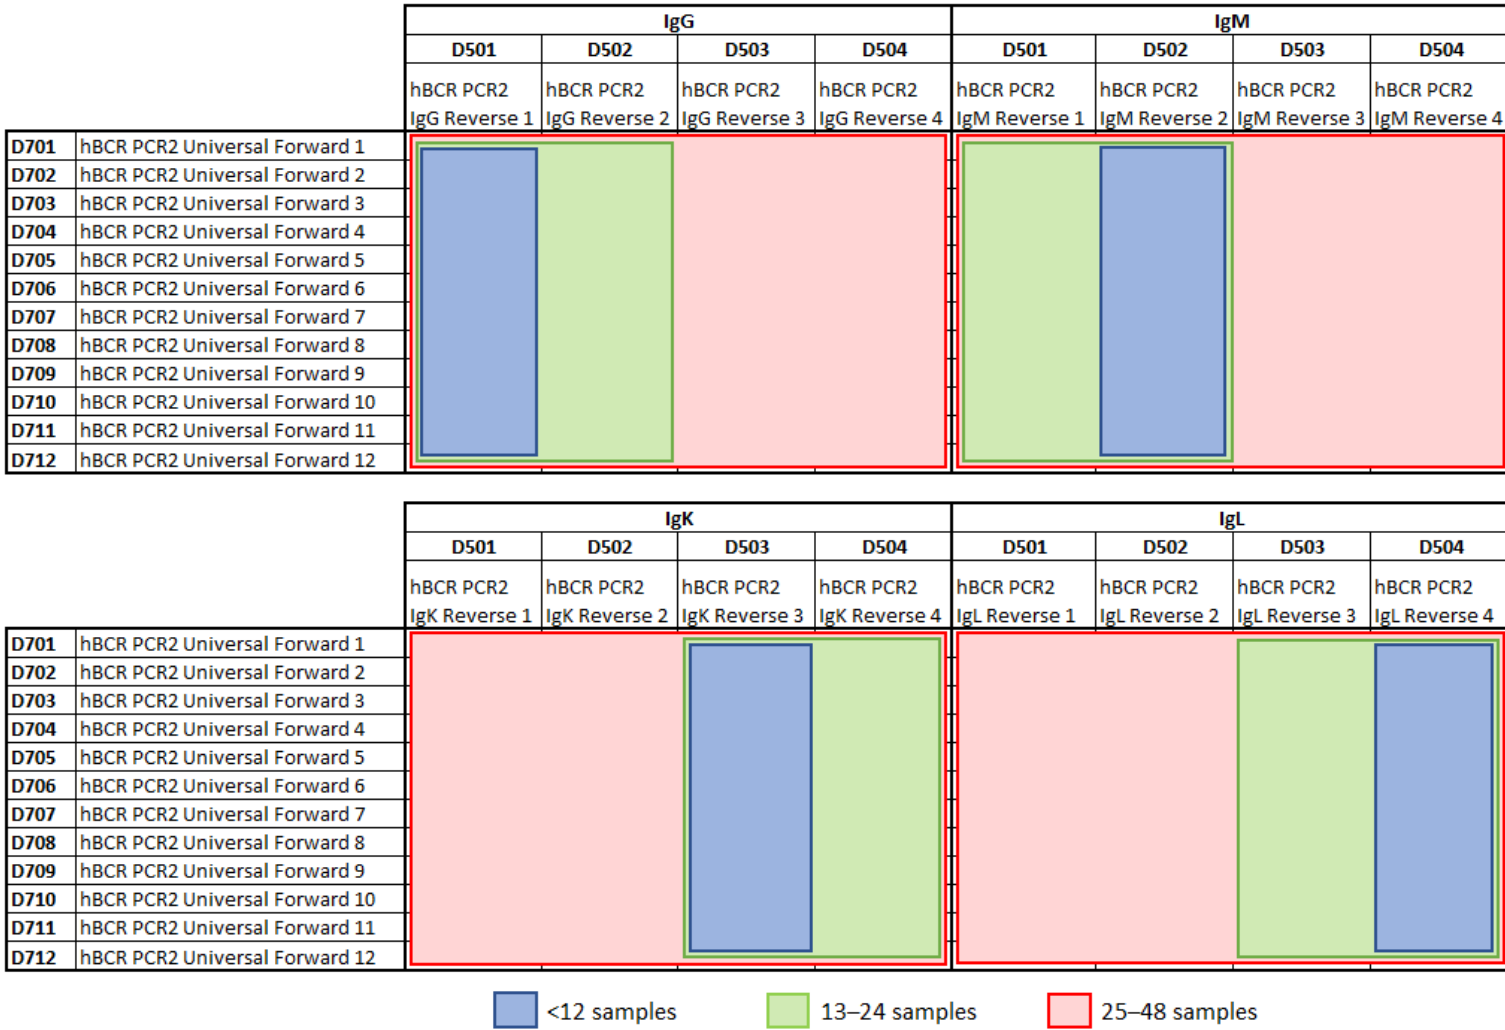 IgG IgM
D501 D502 D503 D504 D501 D502 D503 D504
hBCR PCR2 hBCR PCR2 hBCR PCR2 hBCR PCR2 hBCR PCR2 hBCR PCR2 hBCR PCR2 hBCR PCR2
IgG Reverse 1 IgG Reverse 2 IgG Reverse 3 IgG Reverse 4 IgM Reverse 1 IgM Reverse 2 IgM Reverse 3 IgM Reverse 4
D701 hBCR PCR2 Universal Forward 1
D702 hBCR PCR2 Universal Forward 2
D703 hBCR PCR2 Universal Forward 3
D704 hBCR PCR2 Universal Forward 4
D705 hBCR PCR2 Universal Forward 5
D706 hBCR PCR2 Universal Forward 6
D707 hBCR PCR2 Universal Forward 7
D708 hBCR PCR2 Universal Forward 8
D709 hBCR PCR2 Universal Forward 9
D710 hBCR PCR2 Universal Forward 10
D711 hBCR PCR2 Universal Forward 11
D712 hBCR PCR2 Universal Forward 12
IgK IgL
D501 D502 D503 D504 D501 D502 D503 D504
hBCR PCR2 hBCR PCR2 hBCR PCR2 hBCR PCR2 hBCR PCR2 hBCR PCR2 hBCR PCR2 hBCR PCR2
IgK Reverse 1 IgK Reverse 2 IgK Reverse 3 IgK Reverse 4 IgL Reverse 1 IgL Reverse 2 IgL Reverse 3 IgL Reverse 4
D701 hBCR PCR2 Universal Forward 1
D702 hBCR PCR2 Universal Forward 2
D703 hBCR PCR2 Universal Forward 3
D704 hBCR PCR2 Universal Forward 4
D705 hBCR PCR2 Universal Forward 5
D706 hBCR PCR2 Universal Forward 6
D707 hBCR PCR2 Universal Forward 7
D708 hBCR PCR2 Universal Forward 8
D709 hBCR PCR2 Universal Forward 9
D710 hBCR PCR2 Universal Forward 10
D711 hBCR PCR2 Universal Forward 11
D712 hBCR PCR2 Universal Forward 12
<12 samples 13–24 samples 25–48 samples